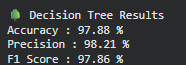 Decision Tree Results
Accuracy : 97.88 %
Precision : 98.21 %
F1 Score : 97.86 %